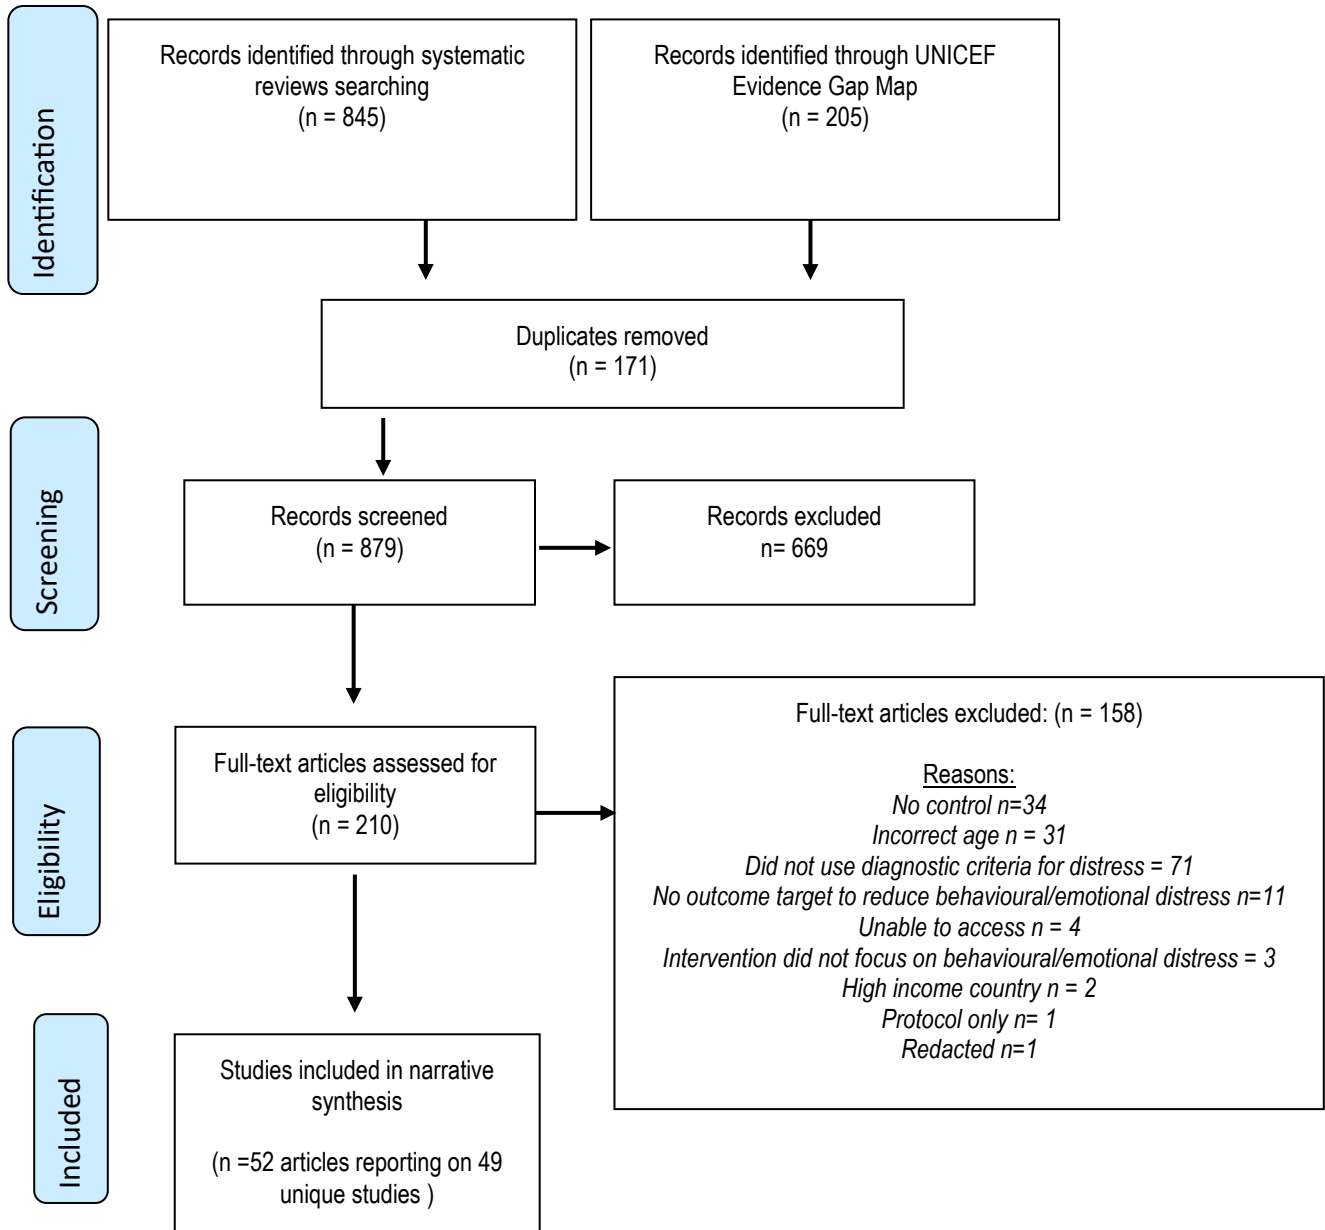 Identification
Records identified through systematic
reviews searching
(n = 845)
Records identified through UNICEF
Evidence Gap Map
(n = 205)
Duplicates removed
(n = 171)
Screening
Records screened
(n = 879)
Records excluded
n= 669
Eligibility
Full-text articles assessed for
eligibility
(n = 210)
Full-text articles excluded: (n = 158)
Reasons:
No control n=34
Incorrect age n = 31
Did not use diagnostic criteria for distress = 71
No outcome target to reduce behavioural/emotional distress n=11
Unable to access n = 4
Intervention did not focus on behavioural/emotional distress = 3
High income country n = 2
Protocol only n= 1
Redacted n=1
Included
Studies included in narrative
synthesis
(n =52 articles reporting on 49
unique studies )